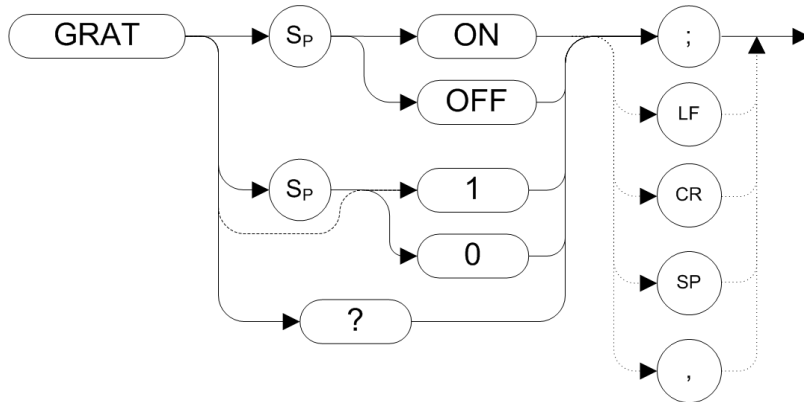 GRAT SP ON ;
OFF
LF
SP 1
CR
0
SP
?
,